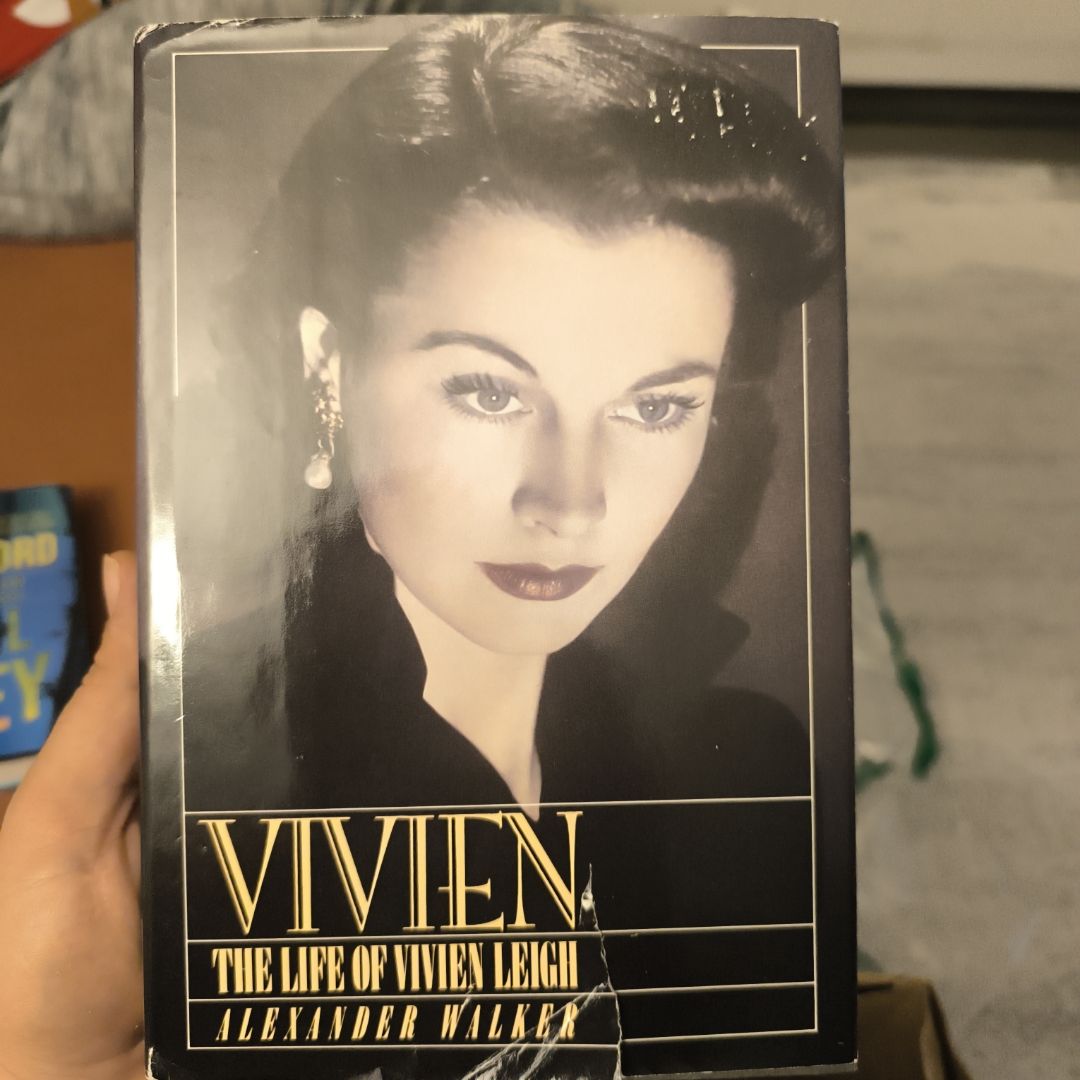 VIVIEN
THE LIFE OF VIVIEN LEIGH
ALEXANDER WALKER